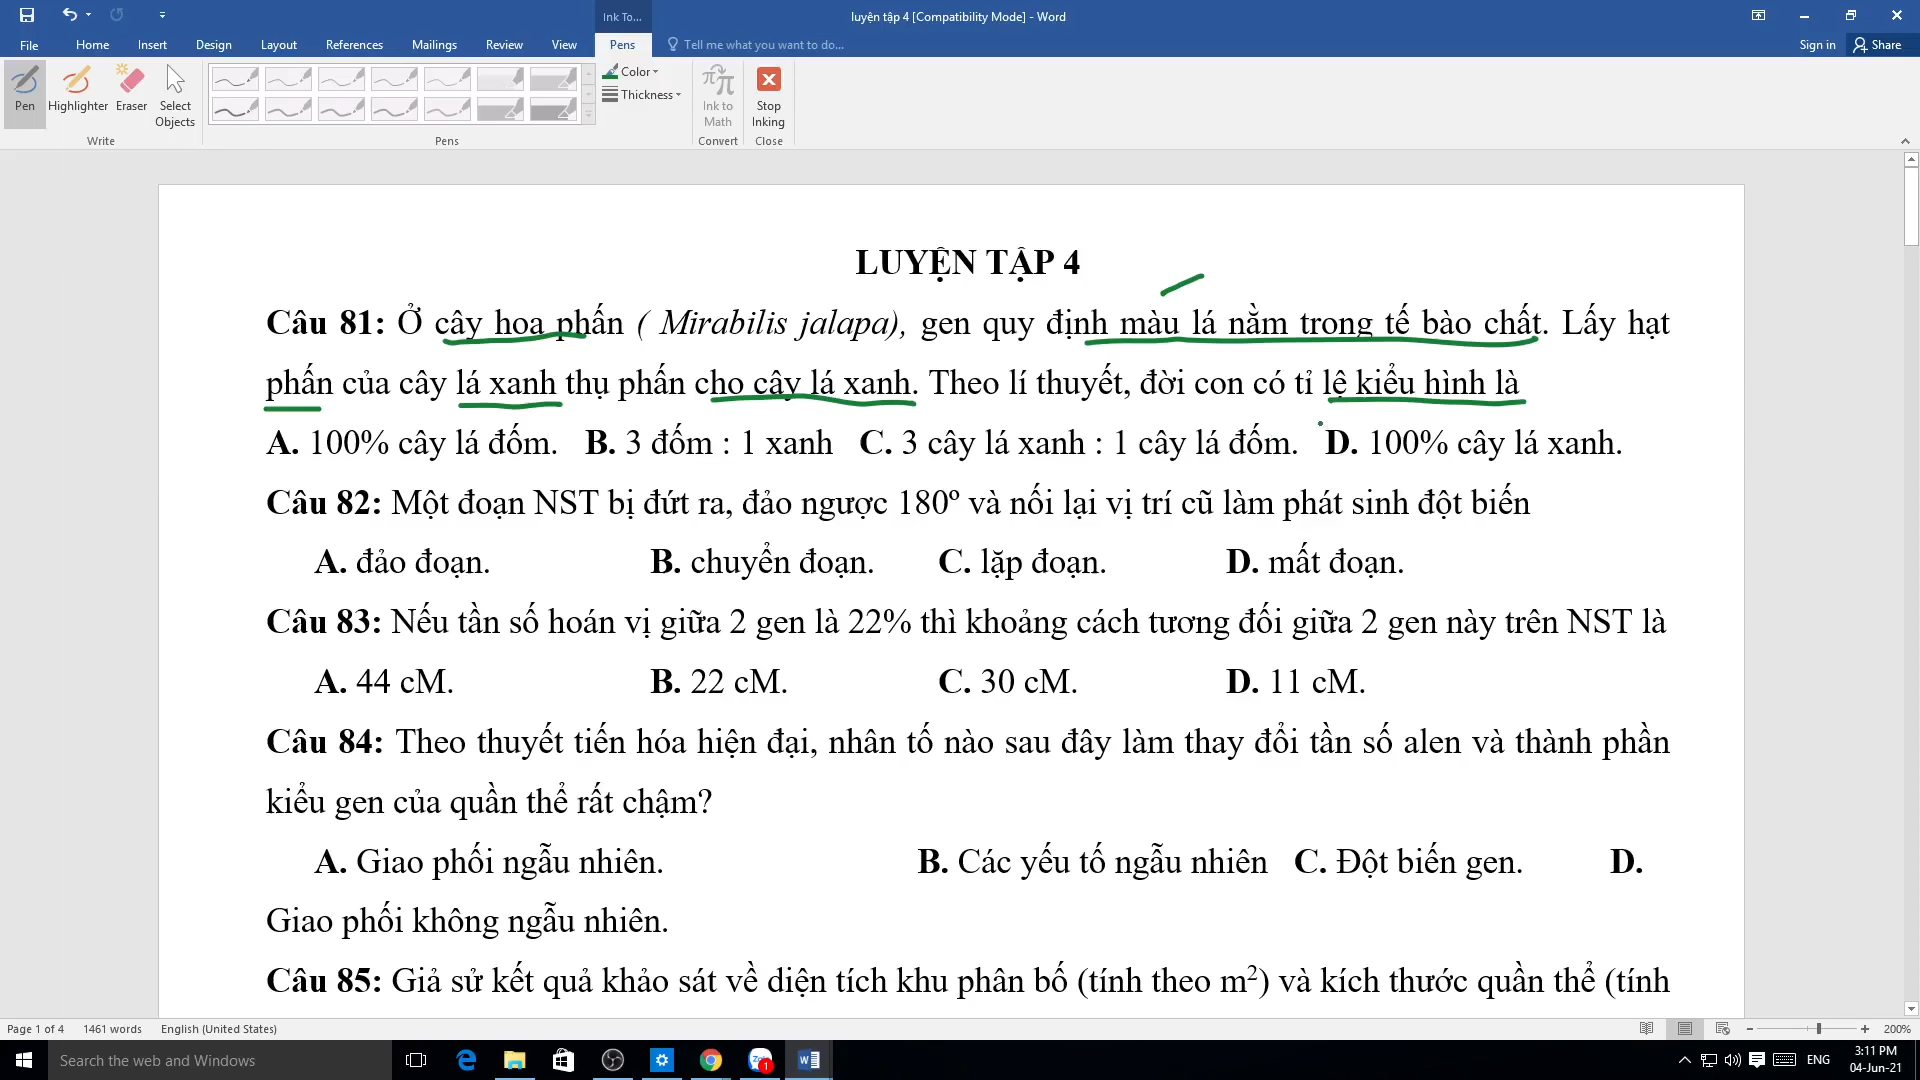 Ink To...
luyện tập 4 [Compatibility Mode] - Word
File Home Insert Design Layout References Mailings Review View Pens Tell me what you want to do... Sign in Share
Pen Highlighter Eraser Select Objects
Color
Thickness
Ink to Math
Stop Inking
Write Pens Convert Close
LUYỆN TẬP 4
Câu 81: Ở cây hoa phấn ( Mirabilis jalapa), gen quy định màu lá nằm trong tế bào chất. Lấy hạt
phấn của cây lá xanh thụ phấn cho cây lá xanh. Theo lí thuyết, đời con có tỉ lệ kiểu hình là
A. 100% cây lá đốm. B. 3 đốm : 1 xanh C. 3 cây lá xanh : 1 cây lá đốm. D. 100% cây lá xanh.
Câu 82: Một đoạn NST bị đứt ra, đảo ngược 180º và nối lại vị trí cũ làm phát sinh đột biến
A. đảo đoạn. B. chuyển đoạn. C. lặp đoạn. D. mất đoạn.
Câu 83: Nếu tần số hoán vị giữa 2 gen là 22% thì khoảng cách tương đối giữa 2 gen này trên NST là
A. 44 cM. B. 22 cM. C. 30 cM. D. 11 cM.
Câu 84: Theo thuyết tiến hóa hiện đại, nhân tố nào sau đây làm thay đổi tần số alen và thành phần
kiểu gen của quần thể rất chậm?
A. Giao phối ngẫu nhiên. B. Các yếu tố ngẫu nhiên C. Đột biến gen. D.
Giao phối không ngẫu nhiên.
Câu 85: Giả sử kết quả khảo sát về diện tích khu phân bố (tính theo m²) và kích thước quần thể (tính
Page 1 of 4 1461 words English (United States) 200%
Search the web and Windows
1
ENG
3:11 PM
04-Jun-21